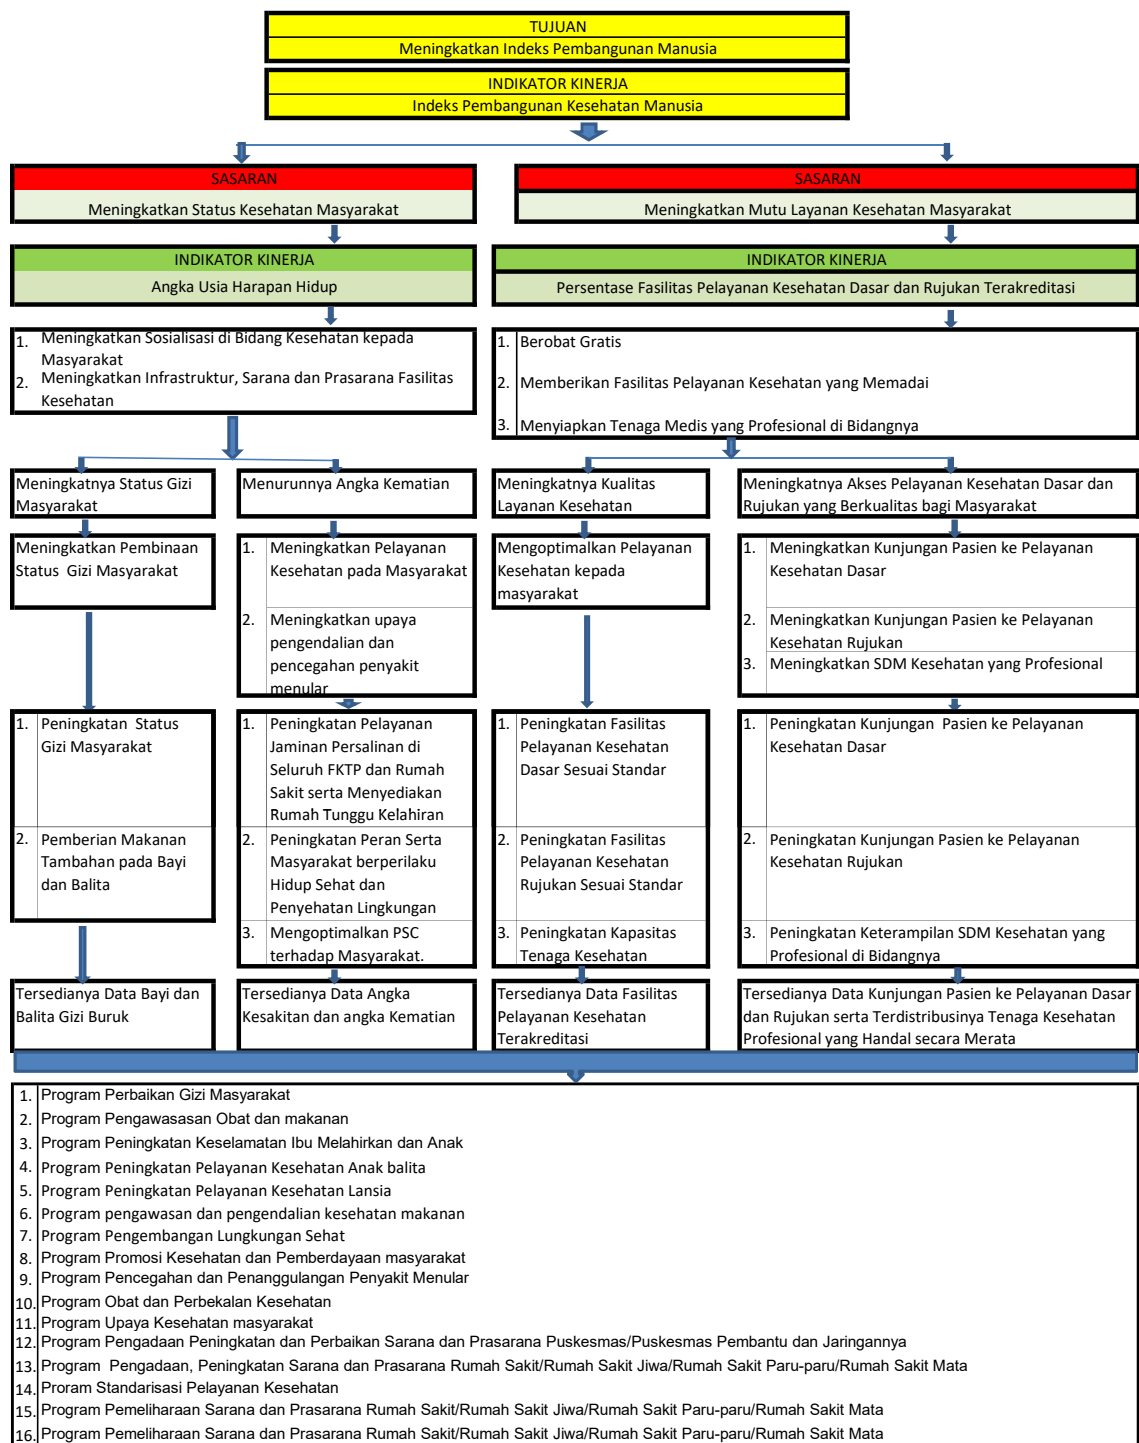 TUJUAN
Meningkatkan Indeks Pembangunan Manusia
INDIKATOR KINERJA
Indeks Pembangunan Kesehatan Manusia
SASARAN
Meningkatkan Status Kesehatan Masyarakat
SASARAN
Meningkatkan Mutu Layanan Kesehatan Masyarakat
INDIKATOR KINERJA
Angka Usia Harapan Hidup
INDIKATOR KINERJA
Persentase Fasilitas Pelayanan Kesehatan Dasar dan Rujukan Terakreditasi
1. Meningkatkan Sosialisasi di Bidang Kesehatan kepada
Masyarakat
2. Meningkatkan Infrastruktur, Sarana dan Prasarana Fasilitas
Kesehatan
1. Berobat Gratis
2. Memberikan Fasilitas Pelayanan Kesehatan yang Memadai
3. Menyiapkan Tenaga Medis yang Profesional di Bidangnya
Meningkatnya Status Gizi
Masyarakat
Menurunnya Angka Kematian
Meningkatnya Kualitas
Layanan Kesehatan
Meningkatnya Akses Pelayanan Kesehatan Dasar dan
Rujukan yang Berkualitas bagi Masyarakat
Meningkatkan Pembinaan
Status Gizi Masyarakat
1. Meningkatkan Pelayanan
Kesehatan pada Masyarakat
2. Meningkatkan upaya
pengendalian dan
pencegahan penyakit
menular
Mengoptimalkan Pelayanan
Kesehatan kepada
masyarakat
1. Meningkatkan Kunjungan Pasien ke Pelayanan
Kesehatan Dasar
2. Meningkatkan Kunjungan Pasien ke Pelayanan
Kesehatan Rujukan
3. Meningkatkan SDM Kesehatan yang Profesional
1. Peningkatan Status
Gizi Masyarakat
2. Pemberian Makanan
Tambahan pada Bayi
dan Balita
1. Peningkatan Pelayanan
Jaminan Persalinan di
Seluruh FKTP dan Rumah
Sakit serta Menyediakan
Rumah Tunggu Kelahiran
2. Peningkatan Peran Serta
Masyarakat berperilaku
Hidup Sehat dan
Penyehatan Lingkungan
3. Mengoptimalkan PSC
terhadap Masyarakat.
1. Peningkatan Fasilitas
Pelayanan Kesehatan
Dasar Sesuai Standar
2. Peningkatan Fasilitas
Pelayanan Kesehatan
Rujukan Sesuai Standar
3. Peningkatan Kapasitas
Tenaga Kesehatan
1. Peningkatan Kunjungan Pasien ke Pelayanan
Kesehatan Dasar
2. Peningkatan Kunjungan Pasien ke Pelayanan
Kesehatan Rujukan
3. Peningkatan Keterampilan SDM Kesehatan yang
Profesional di Bidangnya
Tersedianya Data Bayi dan
Balita Gizi Buruk
Tersedianya Data Angka
Kesakitan dan angka Kematian
Tersedianya Data Fasilitas
Pelayanan Kesehatan
Terakreditasi
Tersedianya Data Kunjungan Pasien ke Pelayanan Dasar
dan Rujukan serta Terdistribusinya Tenaga Kesehatan
Profesional yang Handal secara Merata
1. Program Perbaikan Gizi Masyarakat
2. Program Pengawasasan Obat dan makanan
3. Program Peningkatan Keselamatan Ibu Melahirkan dan Anak
4. Program Peningkatan Pelayanan Kesehatan Anak balita
5. Program Peningkatan Pelayanan Kesehatan Lansia
6. Program pengawasan dan pengendalian kesehatan makanan
7. Program Pengembangan Lungkungan Sehat
8. Program Promosi Kesehatan dan Pemberdayaan masyarakat
9. Program Pencegahan dan Penanggulangan Penyakit Menular
10. Program Obat dan Perbekalan Kesehatan
11. Program Upaya Kesehatan masyarakat
12. Program Pengadaan Peningkatan dan Perbaikan Sarana dan Prasarana Puskesmas/Puskesmas Pembantu dan Jaringannya
13. Program Pengadaan, Peningkatan Sarana dan Prasarana Rumah Sakit/Rumah Sakit Jiwa/Rumah Sakit Paru-paru/Rumah Sakit Mata
14. Proram Standarisasi Pelayanan Kesehatan
15. Program Pemeliharaan Sarana dan Prasarana Rumah Sakit/Rumah Sakit Jiwa/Rumah Sakit Paru-paru/Rumah Sakit Mata
16. Program Pemeliharaan Sarana dan Prasarana Rumah Sakit/Rumah Sakit Jiwa/Rumah Sakit Paru-paru/Rumah Sakit Mata